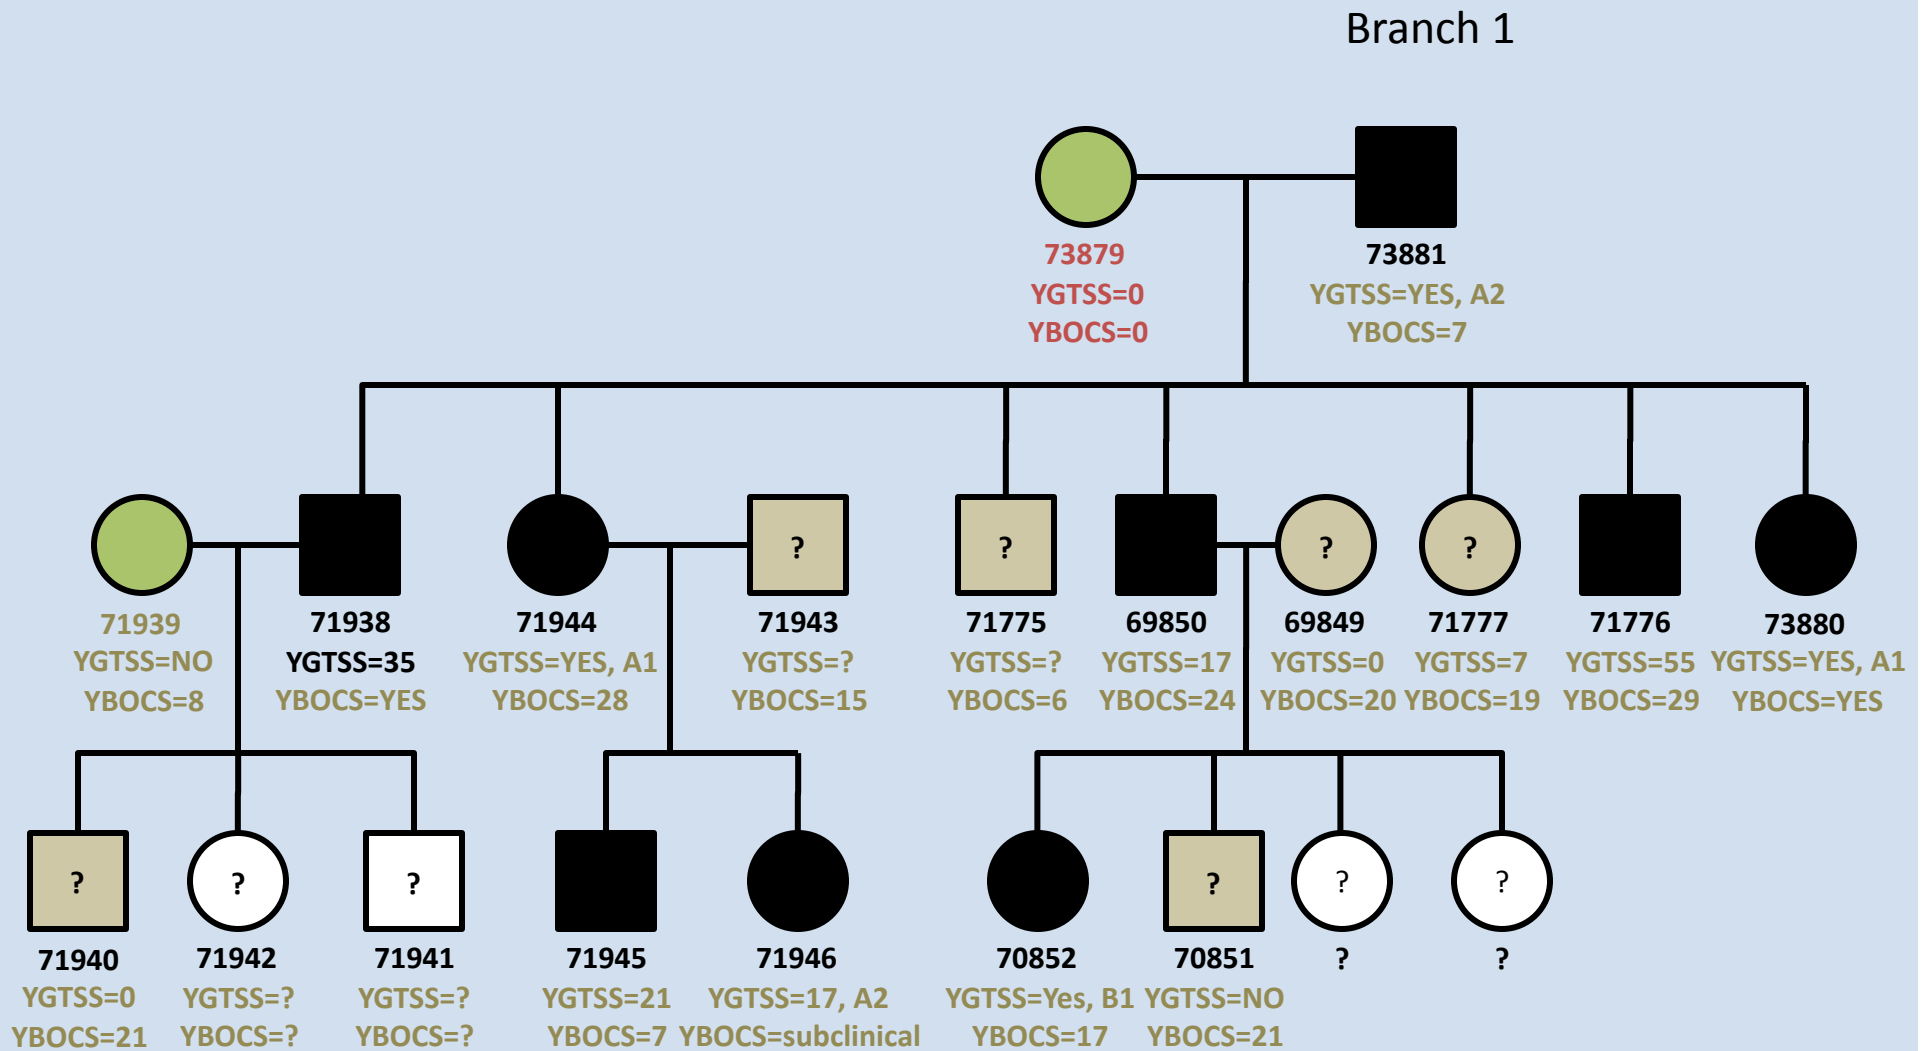 Branch 1
73879
YGTSS=0
YBOCS=0
73881
YGTSS=YES, A2
YBOCS=7
71939
YGTSS=NO
YBOCS=8
71938
YGTSS=35
YBOCS=YES
71944
YGTSS=YES, A1
YBOCS=28
?
71943
YGTSS=?
YBOCS=15
?
71775
YGTSS=?
YBOCS=6
69850
YGTSS=17
YBOCS=24
?
69849
YGTSS=0
YBOCS=20
?
71777
YGTSS=7
YBOCS=19
71776
YGTSS=55
YBOCS=29
73880
YGTSS=YES, A1
YBOCS=YES
?
71940
YGTSS=0
YBOCS=21
?
71942
YGTSS=?
YBOCS=?
?
71941
YGTSS=?
YBOCS=?
71945
YGTSS=21
YBOCS=7
71946
YGTSS=17, A2
YBOCS=subclinical
70852
YGTSS=Yes, B1
YBOCS=17
?
70851
YGTSS=NO
YBOCS=21
?
?
?
?